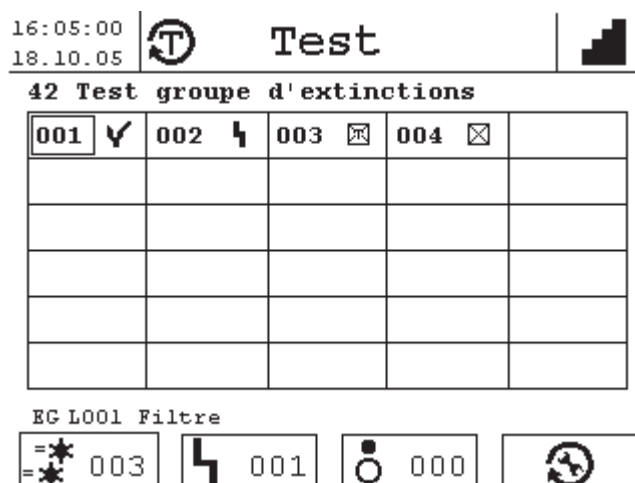 16:05:00
18.10.05
T Test
42 Test groupe d'extinctions
001 002 003 004
EG L001 Filtre
003 001 000